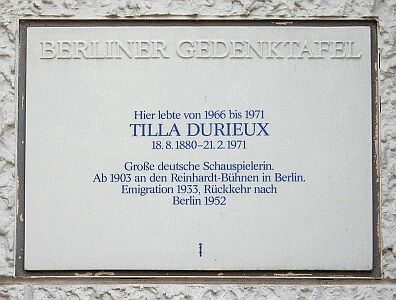 BERLINER GEDENKTAFEL
Hier lebte von 1966 bis 1971
TILLA DURIEUX
18. 8. 1880–21. 2. 1971
Große deutsche Schauspielerin.
Ab 1903 an den Reinhardt-Bühnen in Berlin.
Emigration 1933, Rückkehr nach
Berlin 1952